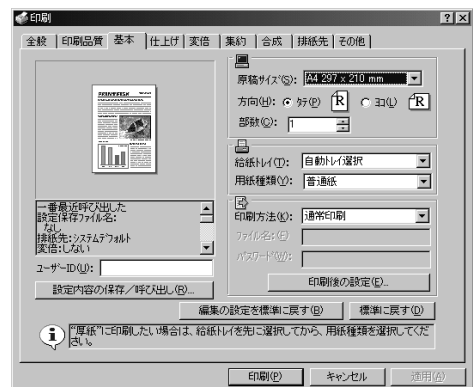 印刷
全般 印刷品質 基本 仕上げ 変倍 集約 合成 排紙先 その他
原稿サイズ(S): A4 297 x 210 mm
方向(H): タテ(P) R ヨコ(L) R
部数(C): 1
給紙トレイ(T): 自動トレイ選択
用紙種類(Y): 普通紙
印刷方法(K): 通常印刷
ファイル名:(F)
パスワード(W):
印刷後の設定(E)...
一番最近呼び出した
設定保存ファイル名:
なし
排紙先:システムデフォルト
変倍:しない
ユーザーID(U):
設定内容の保存/呼び出し(R)...
編集の設定を標準に戻す(B) 標準に戻す(D)
"厚紙"に印刷したい場合は、給紙トレイを先に選択してから、用紙種類を選択してくだ
さい。
印刷(P) キャンセル 適用(A)